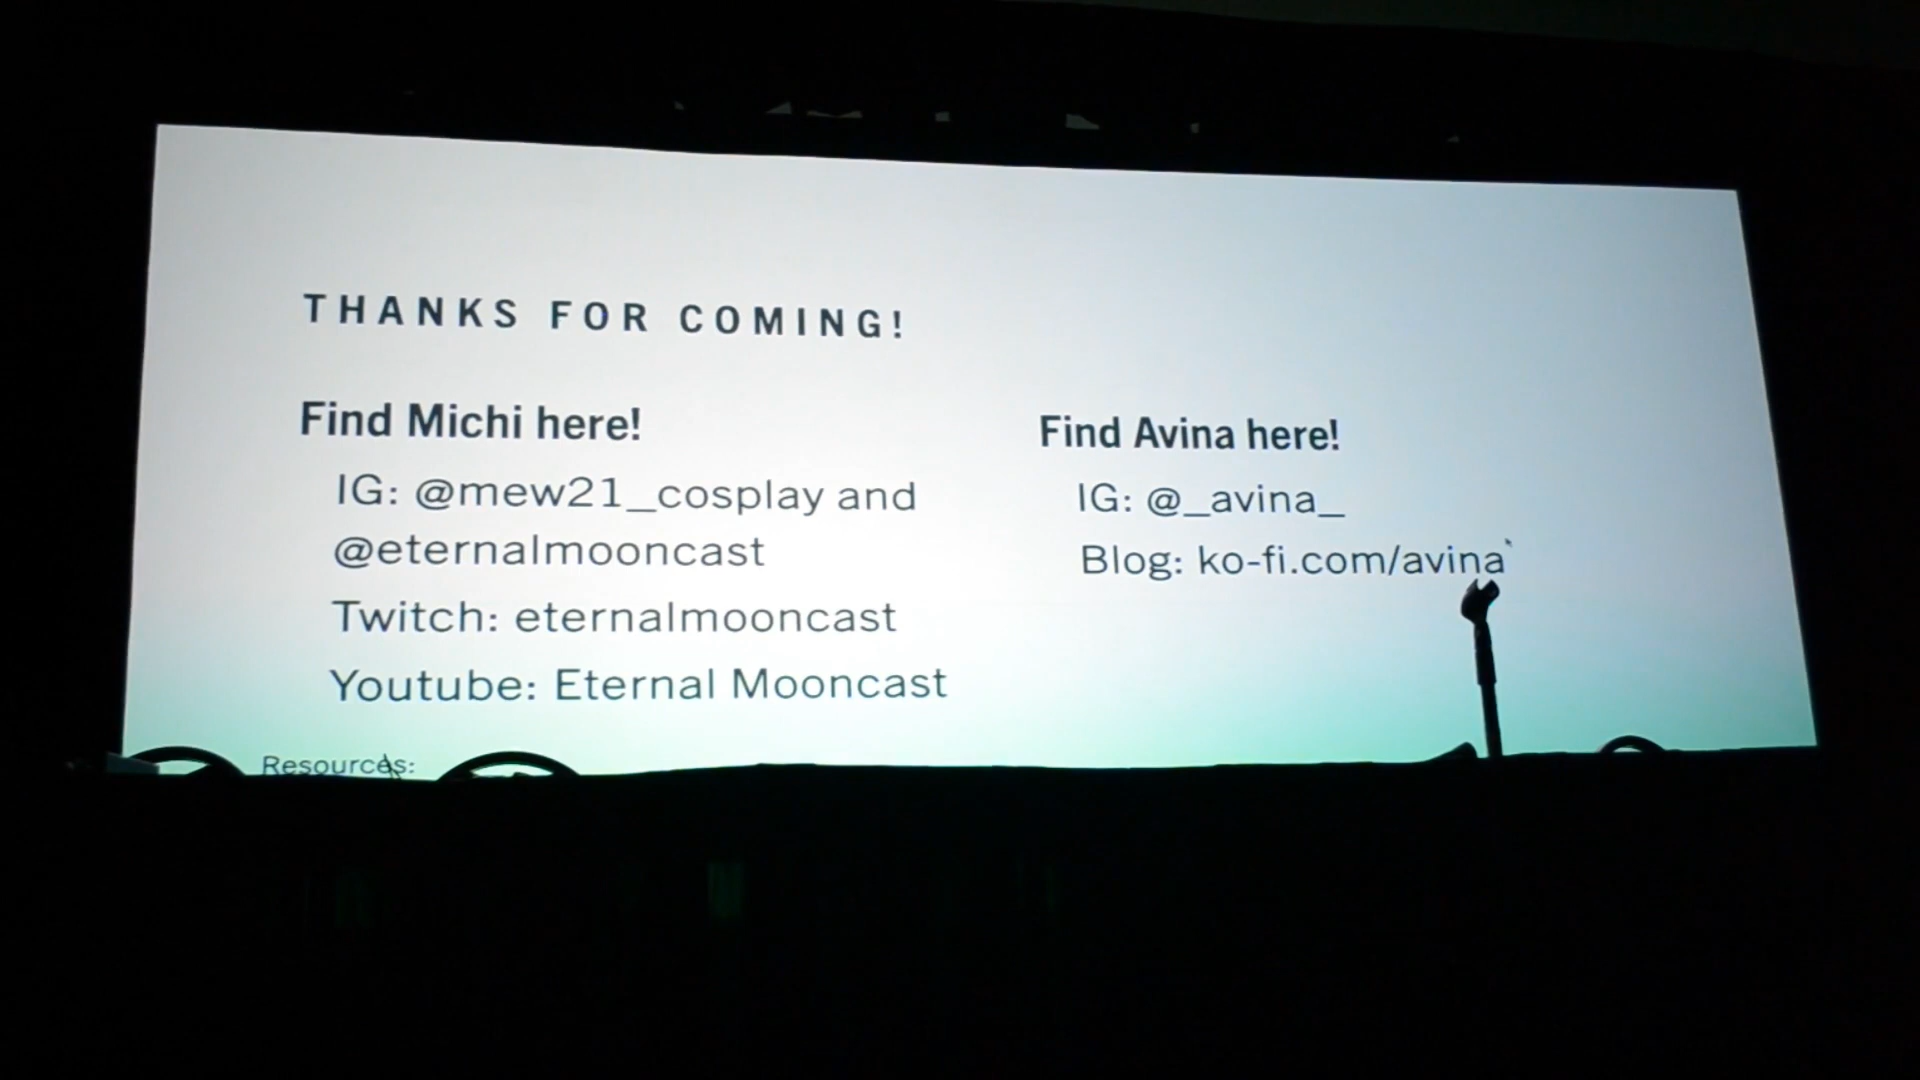 THANKS FOR COMING!
Find Michi here!
IG: @mew21_cosplay and
@eternalmooncast
Twitch: eternalmooncast
Youtube: Eternal Mooncast
Find Avina here!
IG: @_avina_
Blog: ko-fi.com/avina
Resources: